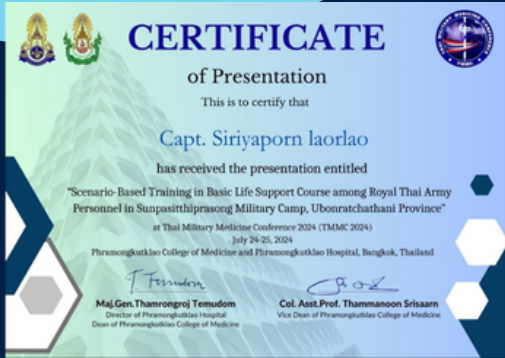 CERTIFICATE
of Presentation
This is to certify that
Capt. Siriyaporn laorlao
has received the presentation entitled
"Scenario-Based Training in Basic Life Support Course among Royal Thai Army
Personnel in Sunpasitthiprasong Military Camp, Ubonratchathani Province"
at Thai Military Medicine Conference 2024 (TMMC 2024)
July 24-25, 2024
Phramongkutklao College of Medicine and Phramongkutklao Hospital, Bangkok, Thailand
Maj.Gen.Thamrongroj Temudom
Director of Phramongkutklao Hospital
Dean of Phramongkutklao College of Medicine
Col. Asst.Prof. Thammanoon Srisaarn
Vice Dean of Phramongkutklao College of Medicine